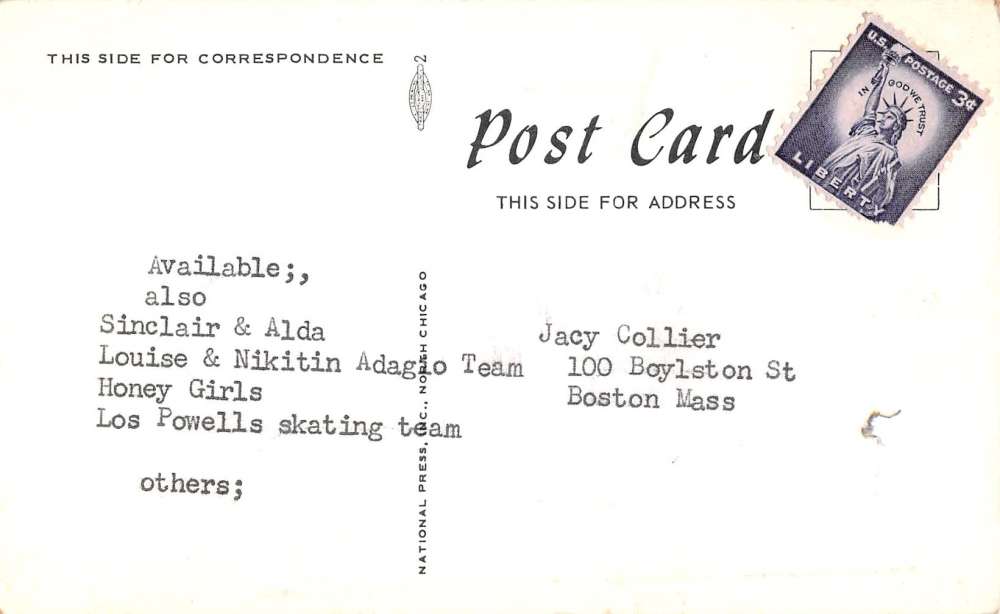 THIS SIDE FOR CORRESPONDENCE
2
Post Card
THIS SIDE FOR ADDRESS
U.S. POSTAGE 3¢
IN GOD WE TRUST
LIBERTY
Available;,
also
Sinclair & Alda
Louise & Nikitin Adagio Team
Honey Girls
Los Powells skating team
others;
NATIONAL PRESS, INC., NORTH CHICAGO
Jacy Collier
100 Boylston St
Boston Mass